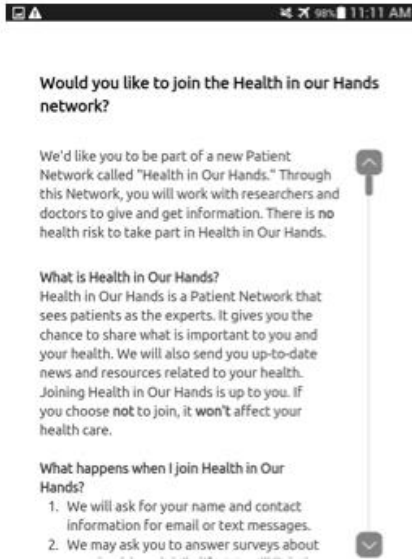 98% 11:11 AM
Would you like to join the Health in our Hands
network?
We'd like you to be part of a new Patient
Network called "Health in Our Hands." Through
this Network, you will work with researchers and
doctors to give and get information. There is no
health risk to take part in Health in Our Hands.
What is Health in Our Hands?
Health in Our Hands is a Patient Network that
sees patients as the experts. It gives you the
chance to share what is important to you and
your health. We will also send you up-to-date
news and resources related to your health.
Joining Health in Our Hands is up to you. If
you choose not to join, it won't affect your
health care.
What happens when I join Health in Our
Hands?
1. We will ask for your name and contact
information for email or text messages.
2. We may ask you to answer surveys about